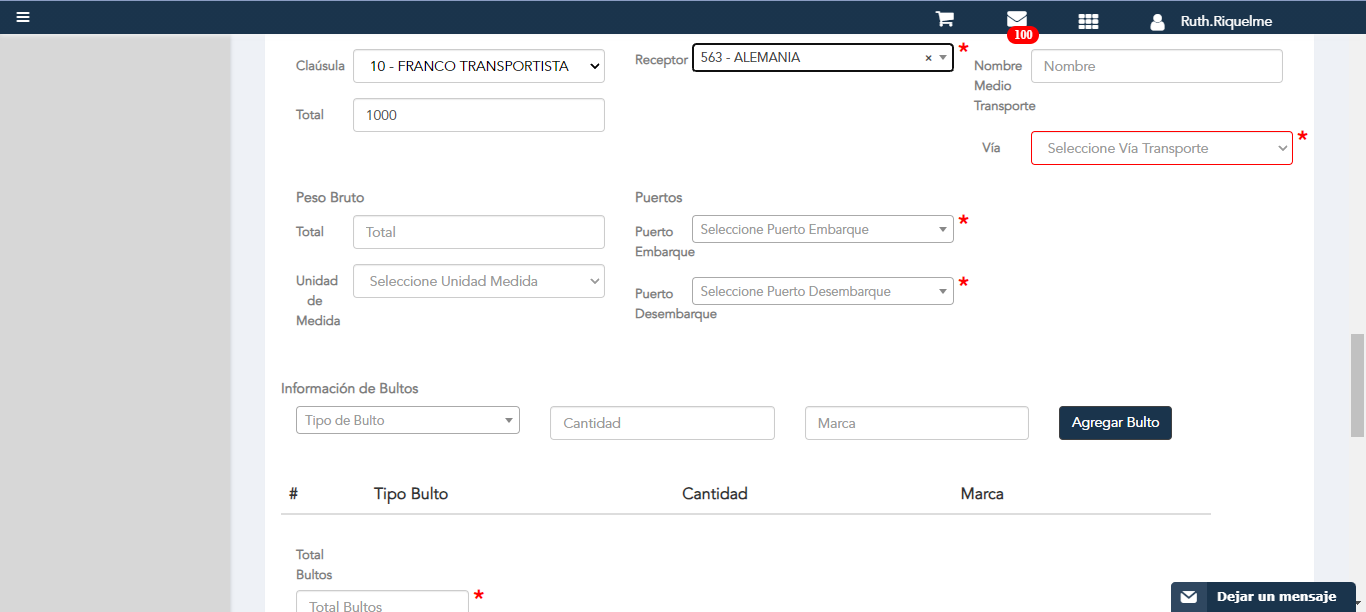 Ruth.Riquelme
100
Claúsula
10 - FRANCO TRANSPORTISTA
Total
1000
Receptor
563 - ALEMANIA
×
*
Nombre
Medio
Transporte
Nombre
Vía
Seleccione Vía Transporte
*
Peso Bruto
Total
Total
Unidad
de
Medida
Seleccione Unidad Medida
Puertos
Puerto
Embarque
Seleccione Puerto Embarque
*
Puerto
Desembarque
Seleccione Puerto Desembarque
*
Información de Bultos
Tipo de Bulto
Cantidad
Marca
Agregar Bulto
# Tipo Bulto Cantidad Marca
Total
Bultos
Total Bultos
*
Dejar un mensaje